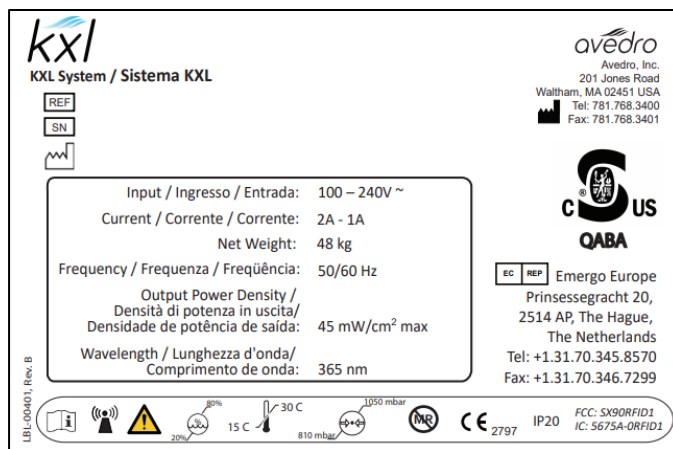 kxl
KXL System / Sistema KXL
REF
SN
avedro
Avedro, Inc.
201 Jones Road
Waltham, MA 02451 USA
Tel: 781.768.3400
Fax: 781.768.3401
Input / Ingresso / Entrada: 100 – 240V ~
Current / Corrente / Corrente: 2A - 1A
Net Weight: 48 kg
Frequency / Frequenza / Freqüência: 50/60 Hz
Output Power Density /
Densità di potenza in uscita/
Densidade de potência de saída: 45 mW/cm² max
Wavelength / Lunghezza d'onda/
Comprimento de onda: 365 nm
C ® S US
QABA
EC REP Emergo Europe
Prinsessegracht 20,
2514 AP, The Hague,
The Netherlands
Tel: +1.31.70.345.8570
Fax: +1.31.70.346.7299
LBL-00401, Rev. B
20% % 80%
15 C 30 C
810 mbar 1050 mbar
MR
CE 2797
IP20
FCC: SX90RFID1
IC: 5675A-0RFID1